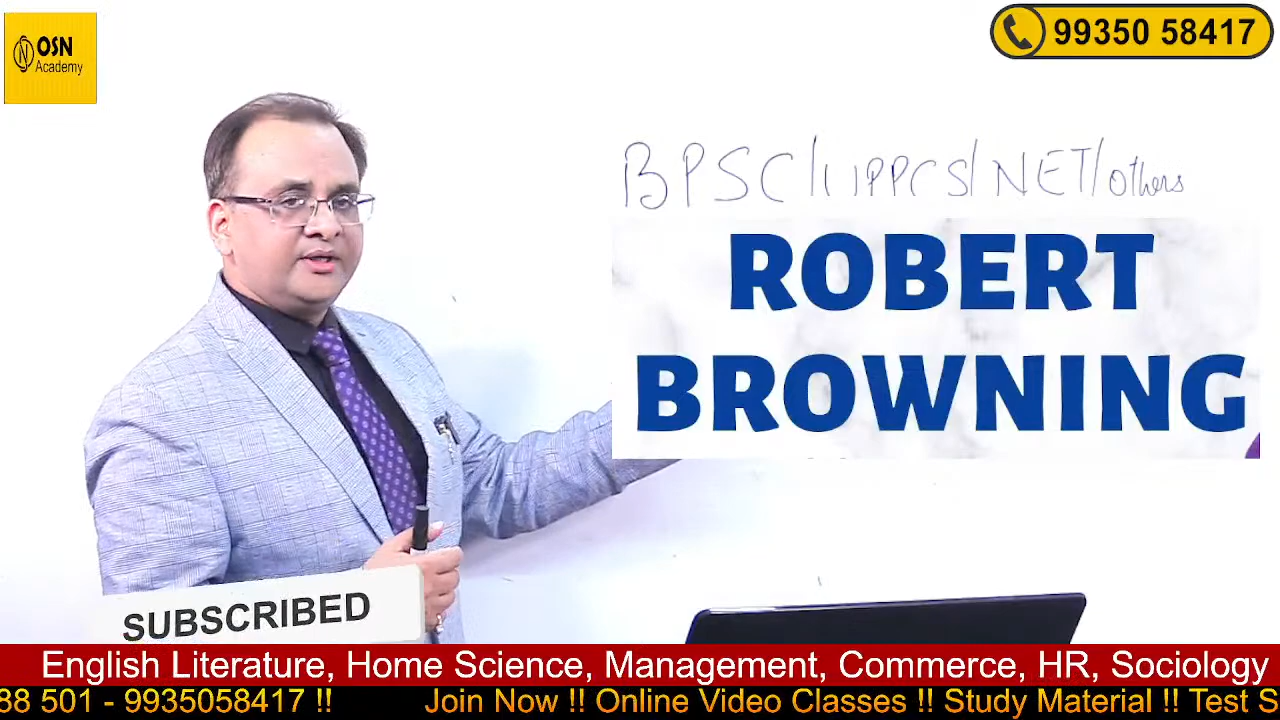 OSN
Academy
99350 58417
BPSC/UPPCS/NET/others
ROBERT
BROWNING
SUBSCRIBED
English Literature, Home Science, Management, Commerce, HR, Sociology
88 501 - 9935058417 !! Join Now !! Online Video Classes !! Study Material !! Test S